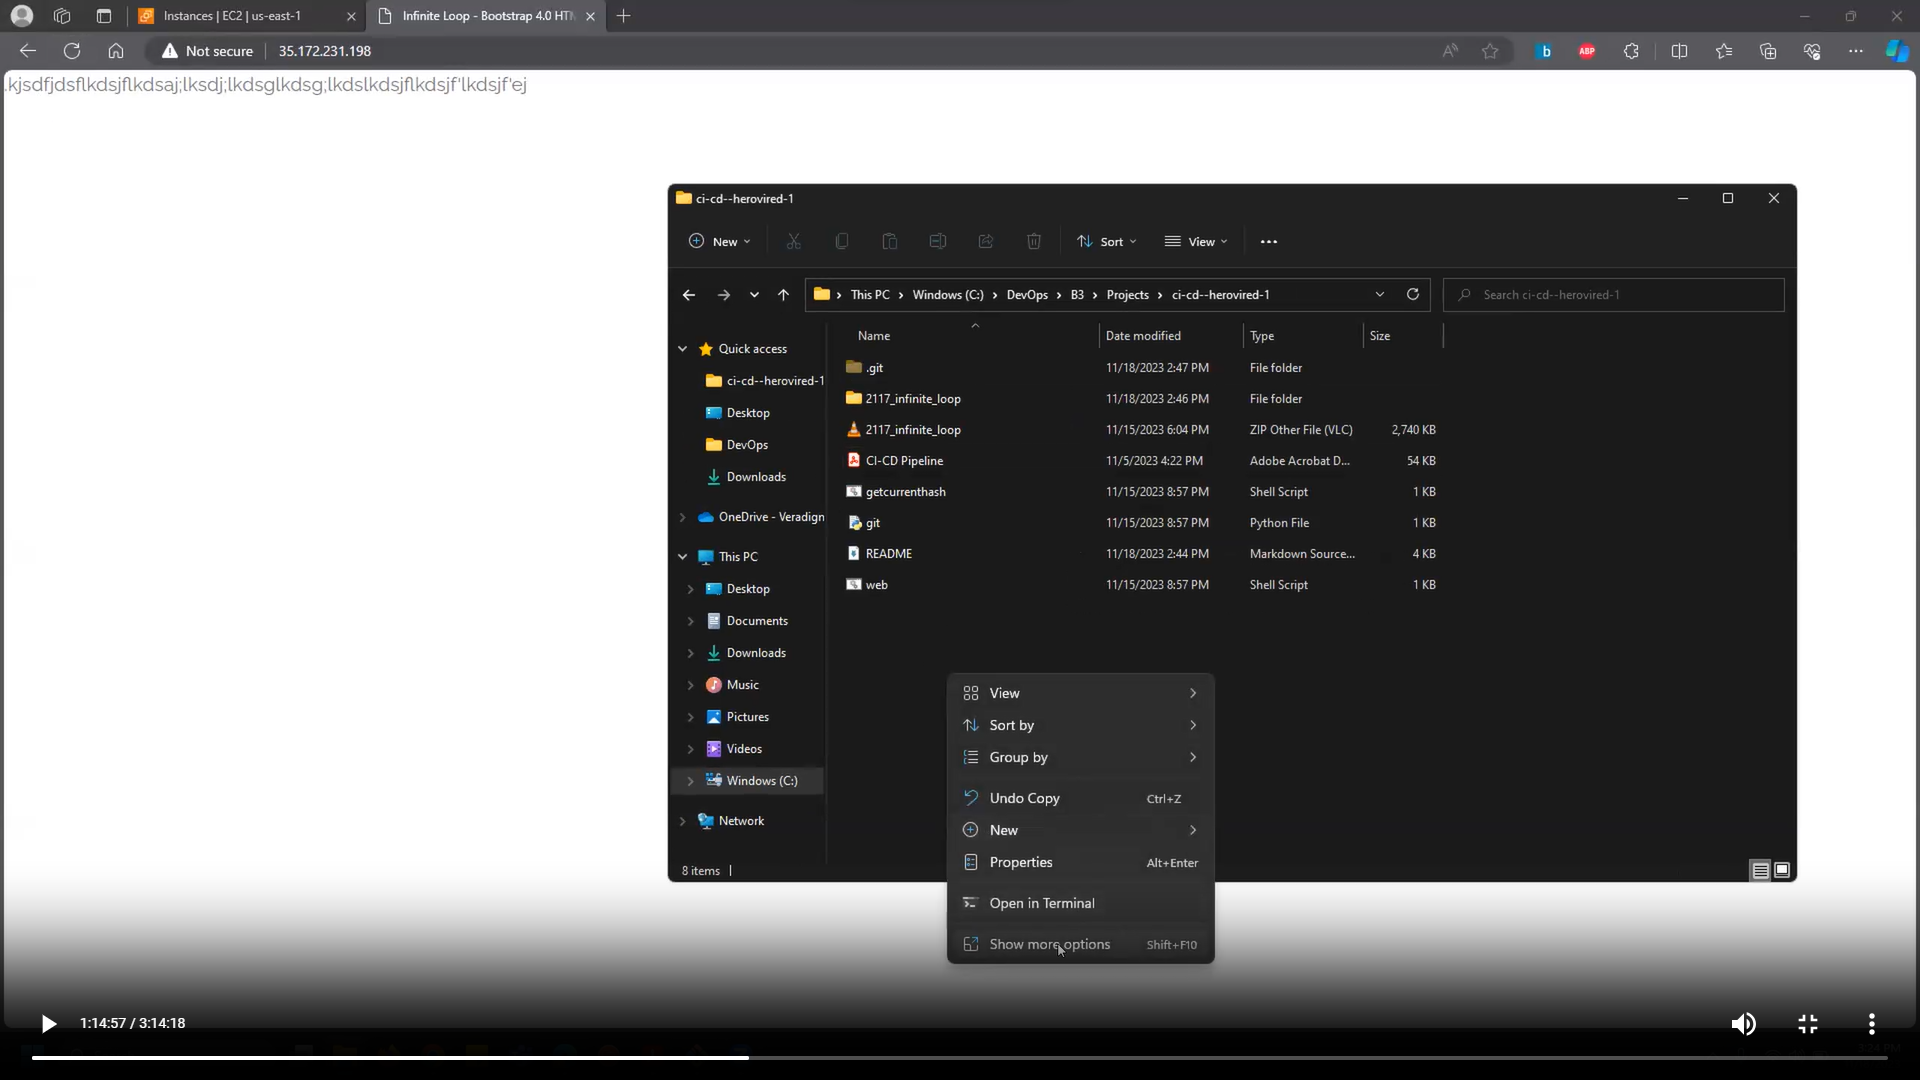 Instances | EC2 | us-east-1
Infinite Loop - Bootstrap 4.0 HTM
Not secure
35.172.231.198
b
ABP
.kjsdfjdsflkdsjflkdsaj;lksdj;lkdsglkdsg;lkdslkdsjflkdsjf'lkdsjf'ej
ci-cd--herovired-1
New
Sort
View
This PC
Windows (C:)
DevOps
B3
Projects
ci-cd--herovired-1
Search ci-cd--herovired-1
Name
Date modified
Type
Size
Quick access
ci-cd--herovired-1
Desktop
DevOps
Downloads
OneDrive - Veradign
This PC
Desktop
Documents
Downloads
Music
Pictures
Videos
Windows (C:)
Network
.git 11/18/2023 2:47 PM File folder
2117_infinite_loop 11/18/2023 2:46 PM File folder
2117_infinite_loop 11/15/2023 6:04 PM ZIP Other File (VLC) 2,740 KB
CI-CD Pipeline 11/5/2023 4:22 PM Adobe Acrobat D... 54 KB
getcurrenthash 11/15/2023 8:57 PM Shell Script 1 KB
git 11/15/2023 8:57 PM Python File 1 KB
README 11/18/2023 2:44 PM Markdown Source... 4 KB
web 11/15/2023 8:57 PM Shell Script 1 KB
View
Sort by
Group by
Undo Copy Ctrl+Z
New
Properties Alt+Enter
Open in Terminal
Show more options Shift+F10
8 items
1:14:57 / 3:14:18